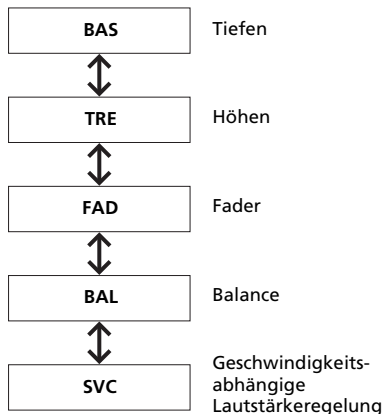 BAS Tiefen
TRE Höhen
FAD Fader
BAL Balance
SVC Geschwindigkeits-
abhängige
Lautstärkeregelung